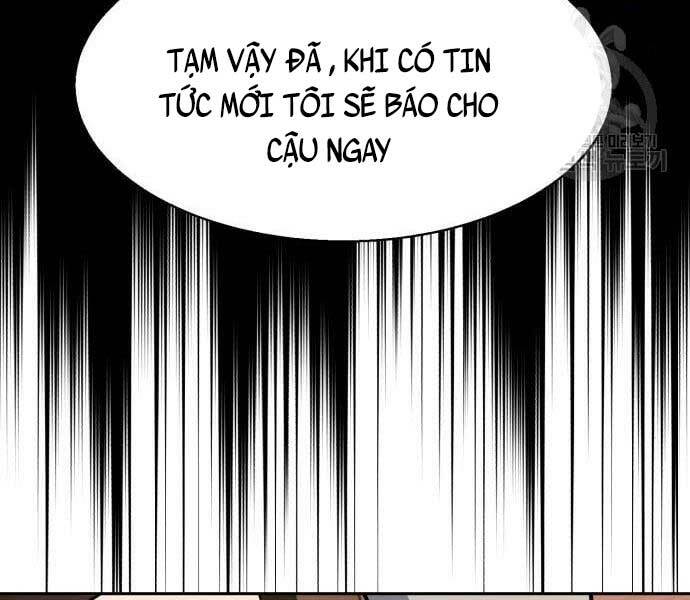 TẠM VẬY ĐÃ, KHI CÓ TIN
TỨC MỚI TÔI SẼ BÁO CHO
CẬU NGAY